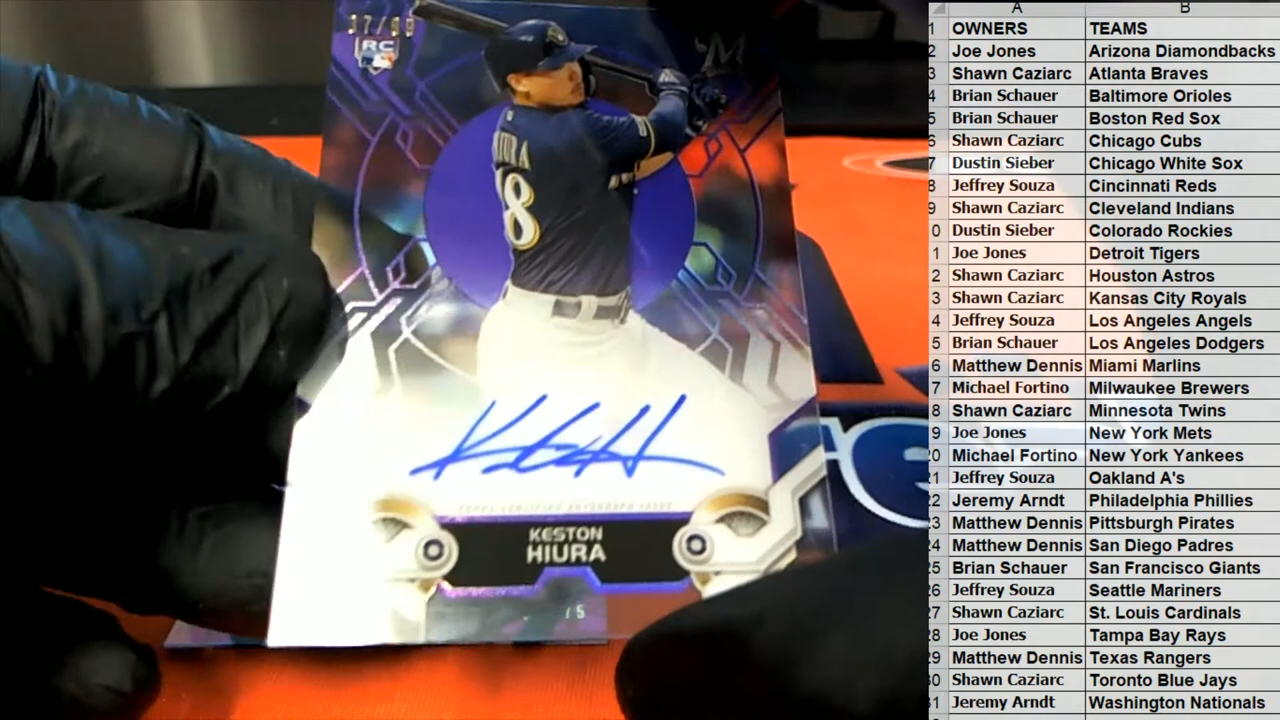 37/99
RC
M
IURA
8
TOPPS CERTIFIED AUTOGRAPH ISSUE
KESTON
HIURA
/5
A B
1 OWNERS TEAMS
2 Joe Jones Arizona Diamondbacks
3 Shawn Caziarc Atlanta Braves
4 Brian Schauer Baltimore Orioles
5 Brian Schauer Boston Red Sox
6 Shawn Caziarc Chicago Cubs
7 Dustin Sieber Chicago White Sox
8 Jeffrey Souza Cincinnati Reds
9 Shawn Caziarc Cleveland Indians
0 Dustin Sieber Colorado Rockies
1 Joe Jones Detroit Tigers
2 Shawn Caziarc Houston Astros
3 Shawn Caziarc Kansas City Royals
4 Jeffrey Souza Los Angeles Angels
5 Brian Schauer Los Angeles Dodgers
6 Matthew Dennis Miami Marlins
7 Michael Fortino Milwaukee Brewers
8 Shawn Caziarc Minnesota Twins
9 Joe Jones New York Mets
20 Michael Fortino New York Yankees
21 Jeffrey Souza Oakland A's
22 Jeremy Arndt Philadelphia Phillies
23 Matthew Dennis Pittsburgh Pirates
24 Matthew Dennis San Diego Padres
25 Brian Schauer San Francisco Giants
26 Jeffrey Souza Seattle Mariners
27 Shawn Caziarc St. Louis Cardinals
28 Joe Jones Tampa Bay Rays
29 Matthew Dennis Texas Rangers
30 Shawn Caziarc Toronto Blue Jays
31 Jeremy Arndt Washington Nationals